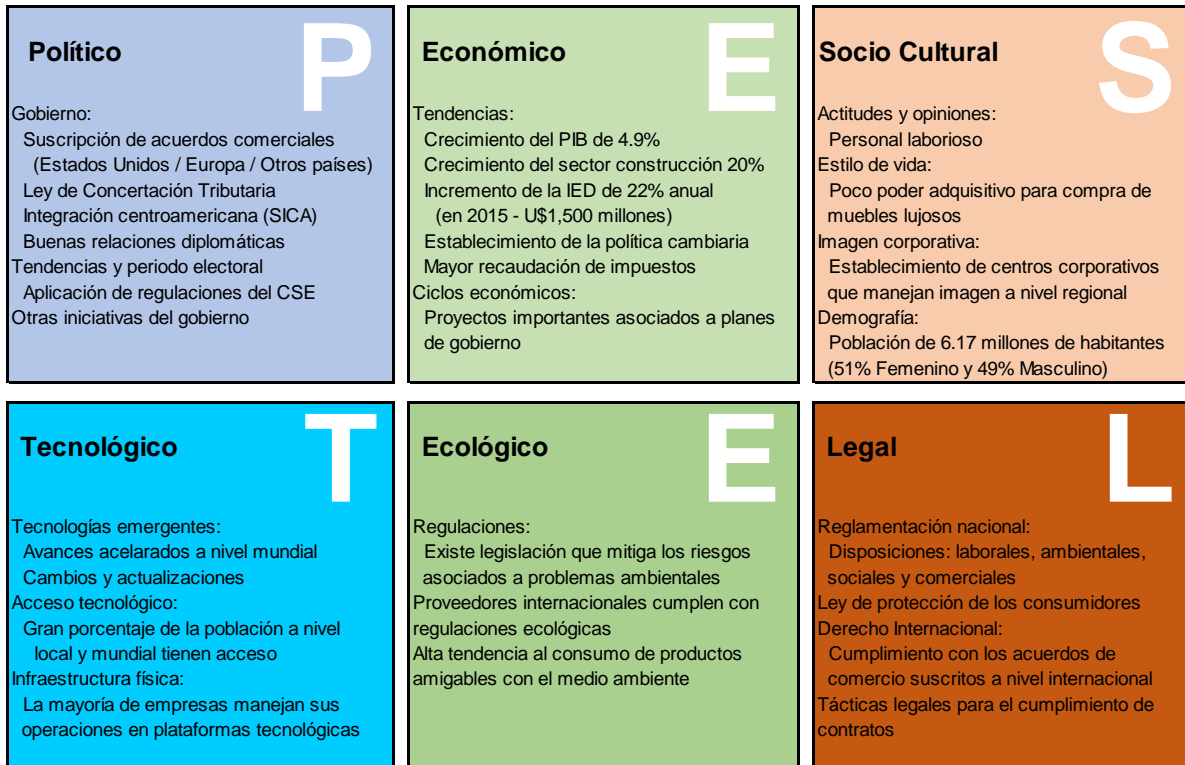 Político
P
Gobierno:
Suscripción de acuerdos comerciales
(Estados Unidos / Europa / Otros países)
Ley de Concertación Tributaria
Integración centroamericana (SICA)
Buenas relaciones diplomáticas
Tendencias y periodo electoral
Aplicación de regulaciones del CSE
Otras iniciativas del gobierno
Económico
E
Tendencias:
Crecimiento del PIB de 4.9%
Crecimiento del sector construcción 20%
Incremento de la IED de 22% anual
(en 2015 - U$1,500 millones)
Establecimiento de la política cambiaria
Mayor recaudación de impuestos
Ciclos económicos:
Proyectos importantes asociados a planes
de gobierno
Socio Cultural
S
Actitudes y opiniones:
Personal laborioso
Estilo de vida:
Poco poder adquisitivo para compra de
muebles lujosos
Imagen corporativa:
Establecimiento de centros corporativos
que manejan imagen a nivel regional
Demografía:
Población de 6.17 millones de habitantes
(51% Femenino y 49% Masculino)
Tecnológico
T
Tecnologías emergentes:
Avances acelarados a nivel mundial
Cambios y actualizaciones
Acceso tecnológico:
Gran porcentaje de la población a nivel
local y mundial tienen acceso
Infraestructura física:
La mayoría de empresas manejan sus
operaciones en plataformas tecnológicas
Ecológico
E
Regulaciones:
Existe legislación que mitiga los riesgos
asociados a problemas ambientales
Proveedores internacionales cumplen con
regulaciones ecológicas
Alta tendencia al consumo de productos
amigables con el medio ambiente
Legal
L
Reglamentación nacional:
Disposiciones: laborales, ambientales,
sociales y comerciales
Ley de protección de los consumidores
Derecho Internacional:
Cumplimiento con los acuerdos de
comercio suscritos a nivel internacional
Tácticas legales para el cumplimiento de
contratos